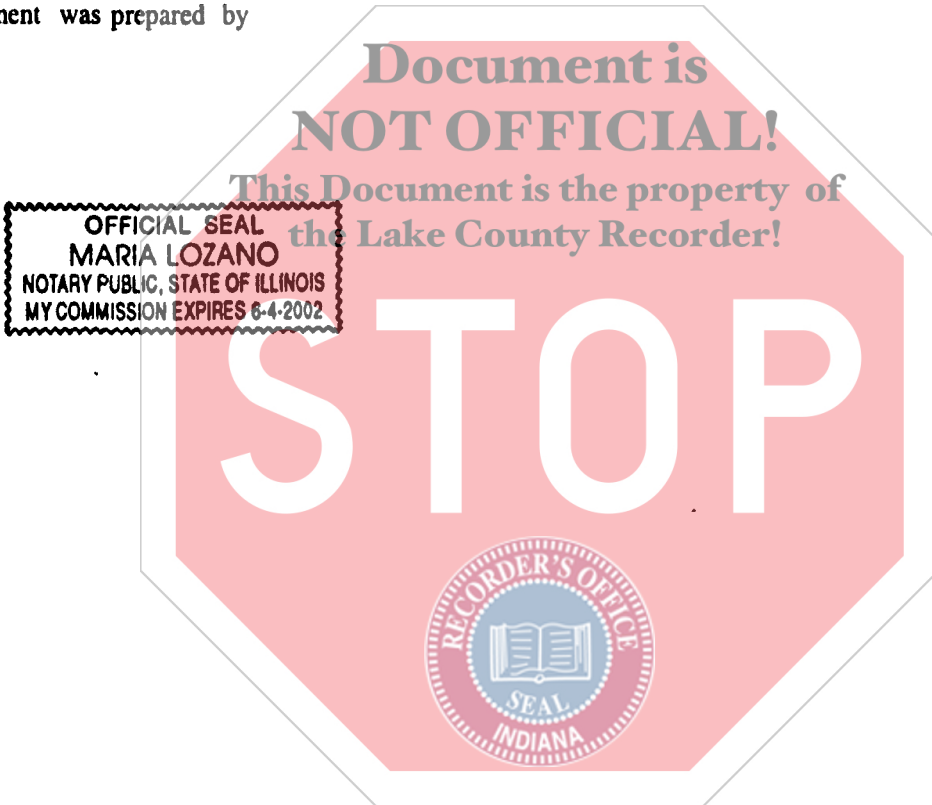 was prepared by
Document is
NOT OFFICIAL!
This Document is the property of
the Lake County Recorder!
OFFICIAL SEAL
MARIA LOZANO
NOTARY PUBLIC, STATE OF ILLINOIS
MY COMMISSION EXPIRES 6-4-2002
STOP
RECORDER'S OFFICE
SEAL
INDIANA